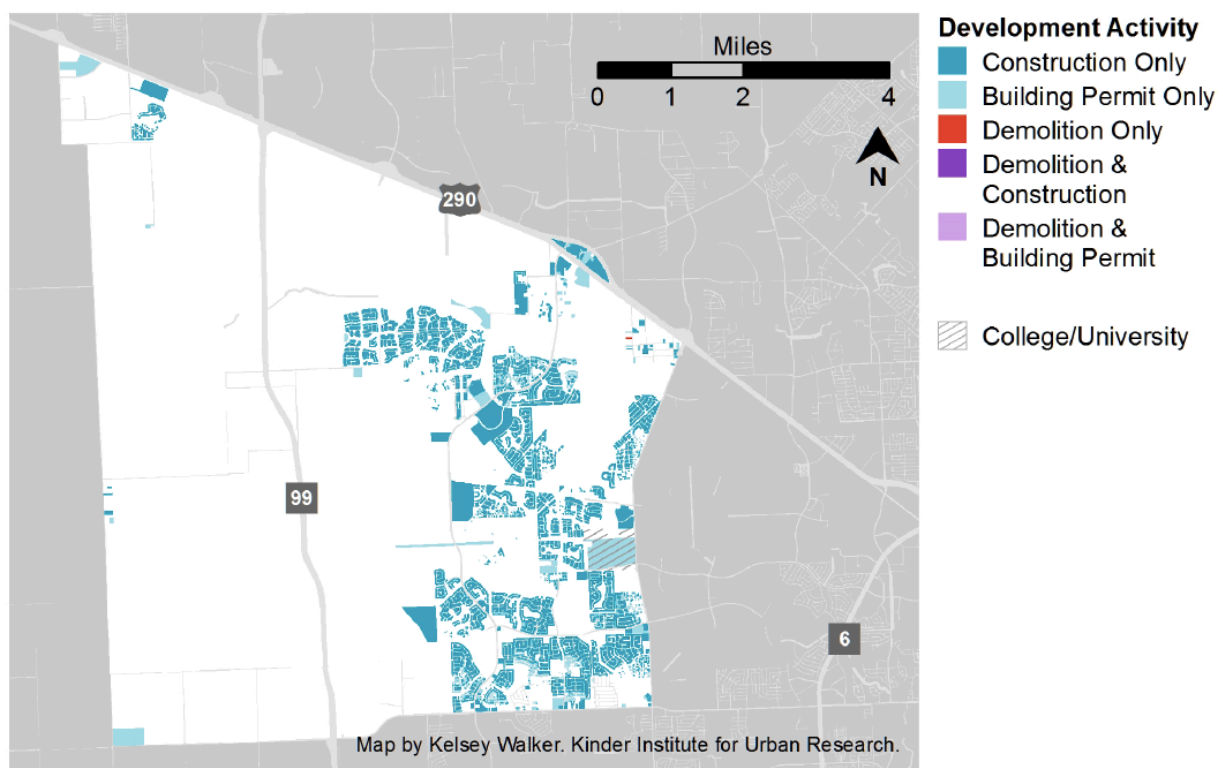 Miles
0 1 2 4
N
290
99
6
Map by Kelsey Walker. Kinder Institute for Urban Research.
Development Activity
Construction Only
Building Permit Only
Demolition Only
Demolition &
Construction
Demolition &
Building Permit
College/University